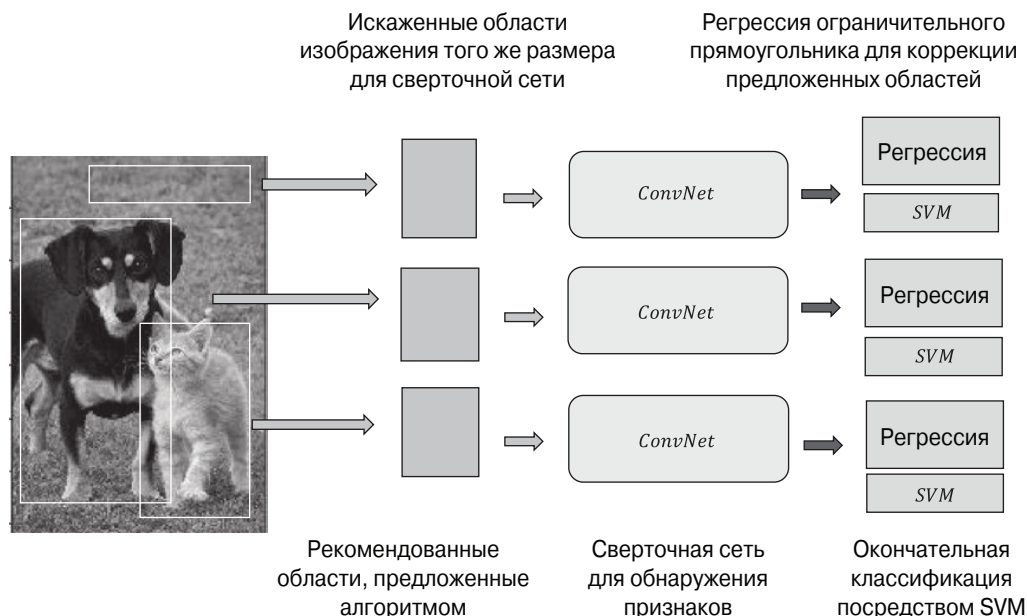 Искаженные области
изображения того же размера
для сверточной сети
Регрессия ограничительного
прямоугольника для коррекции
предложенных областей
ConvNet
Регрессия
SVM
ConvNet
Регрессия
SVM
ConvNet
Регрессия
SVM
Рекомендованные
области, предложенные
алгоритмом
Сверточная сеть
для обнаружения
признаков
Окончательная
классификация
посредством SVM